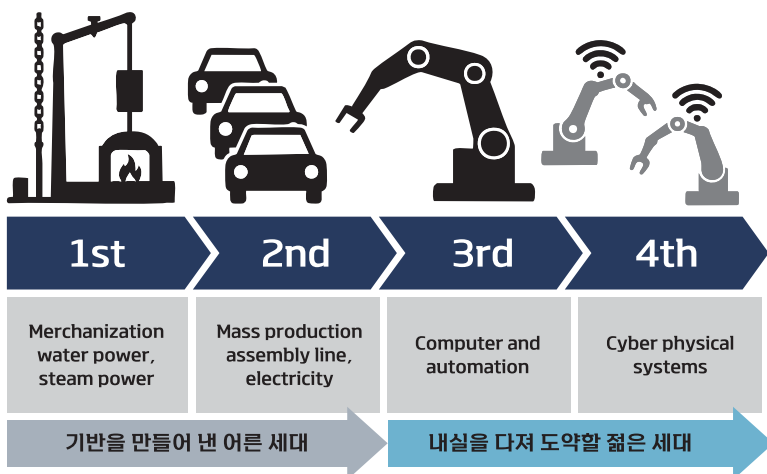 1st
2nd
3rd
4th
Merchanization
water power,
steam power
Mass production
assembly line,
electricity
Computer and
automation
Cyber physical
systems
기반을 만들어 낸 어른 세대
내실을 다져 도약할 젊은 세대